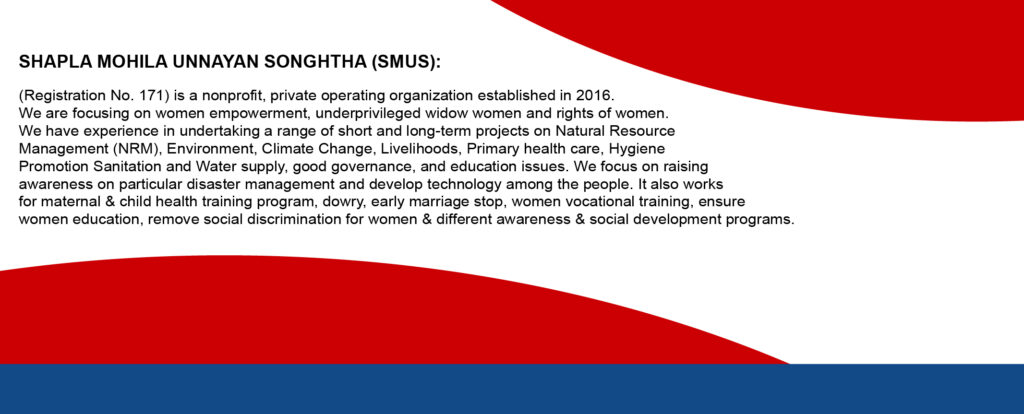 SHAPLA MOHILA UNNAYAN SONGHTHA (SMUS):
(Registration No. 171) is a nonprofit, private operating organization established in 2016.
We are focusing on women empowerment, underprivileged widow women and rights of women.
We have experience in undertaking a range of short and long-term projects on Natural Resource
Management (NRM), Environment, Climate Change, Livelihoods, Primary health care, Hygiene
Promotion Sanitation and Water supply, good governance, and education issues. We focus on raising
awareness on particular disaster management and develop technology among the people. It also works
for maternal & child health training program, dowry, early marriage stop, women vocational training, ensure
women education, remove social discrimination for women & different awareness & social development programs.